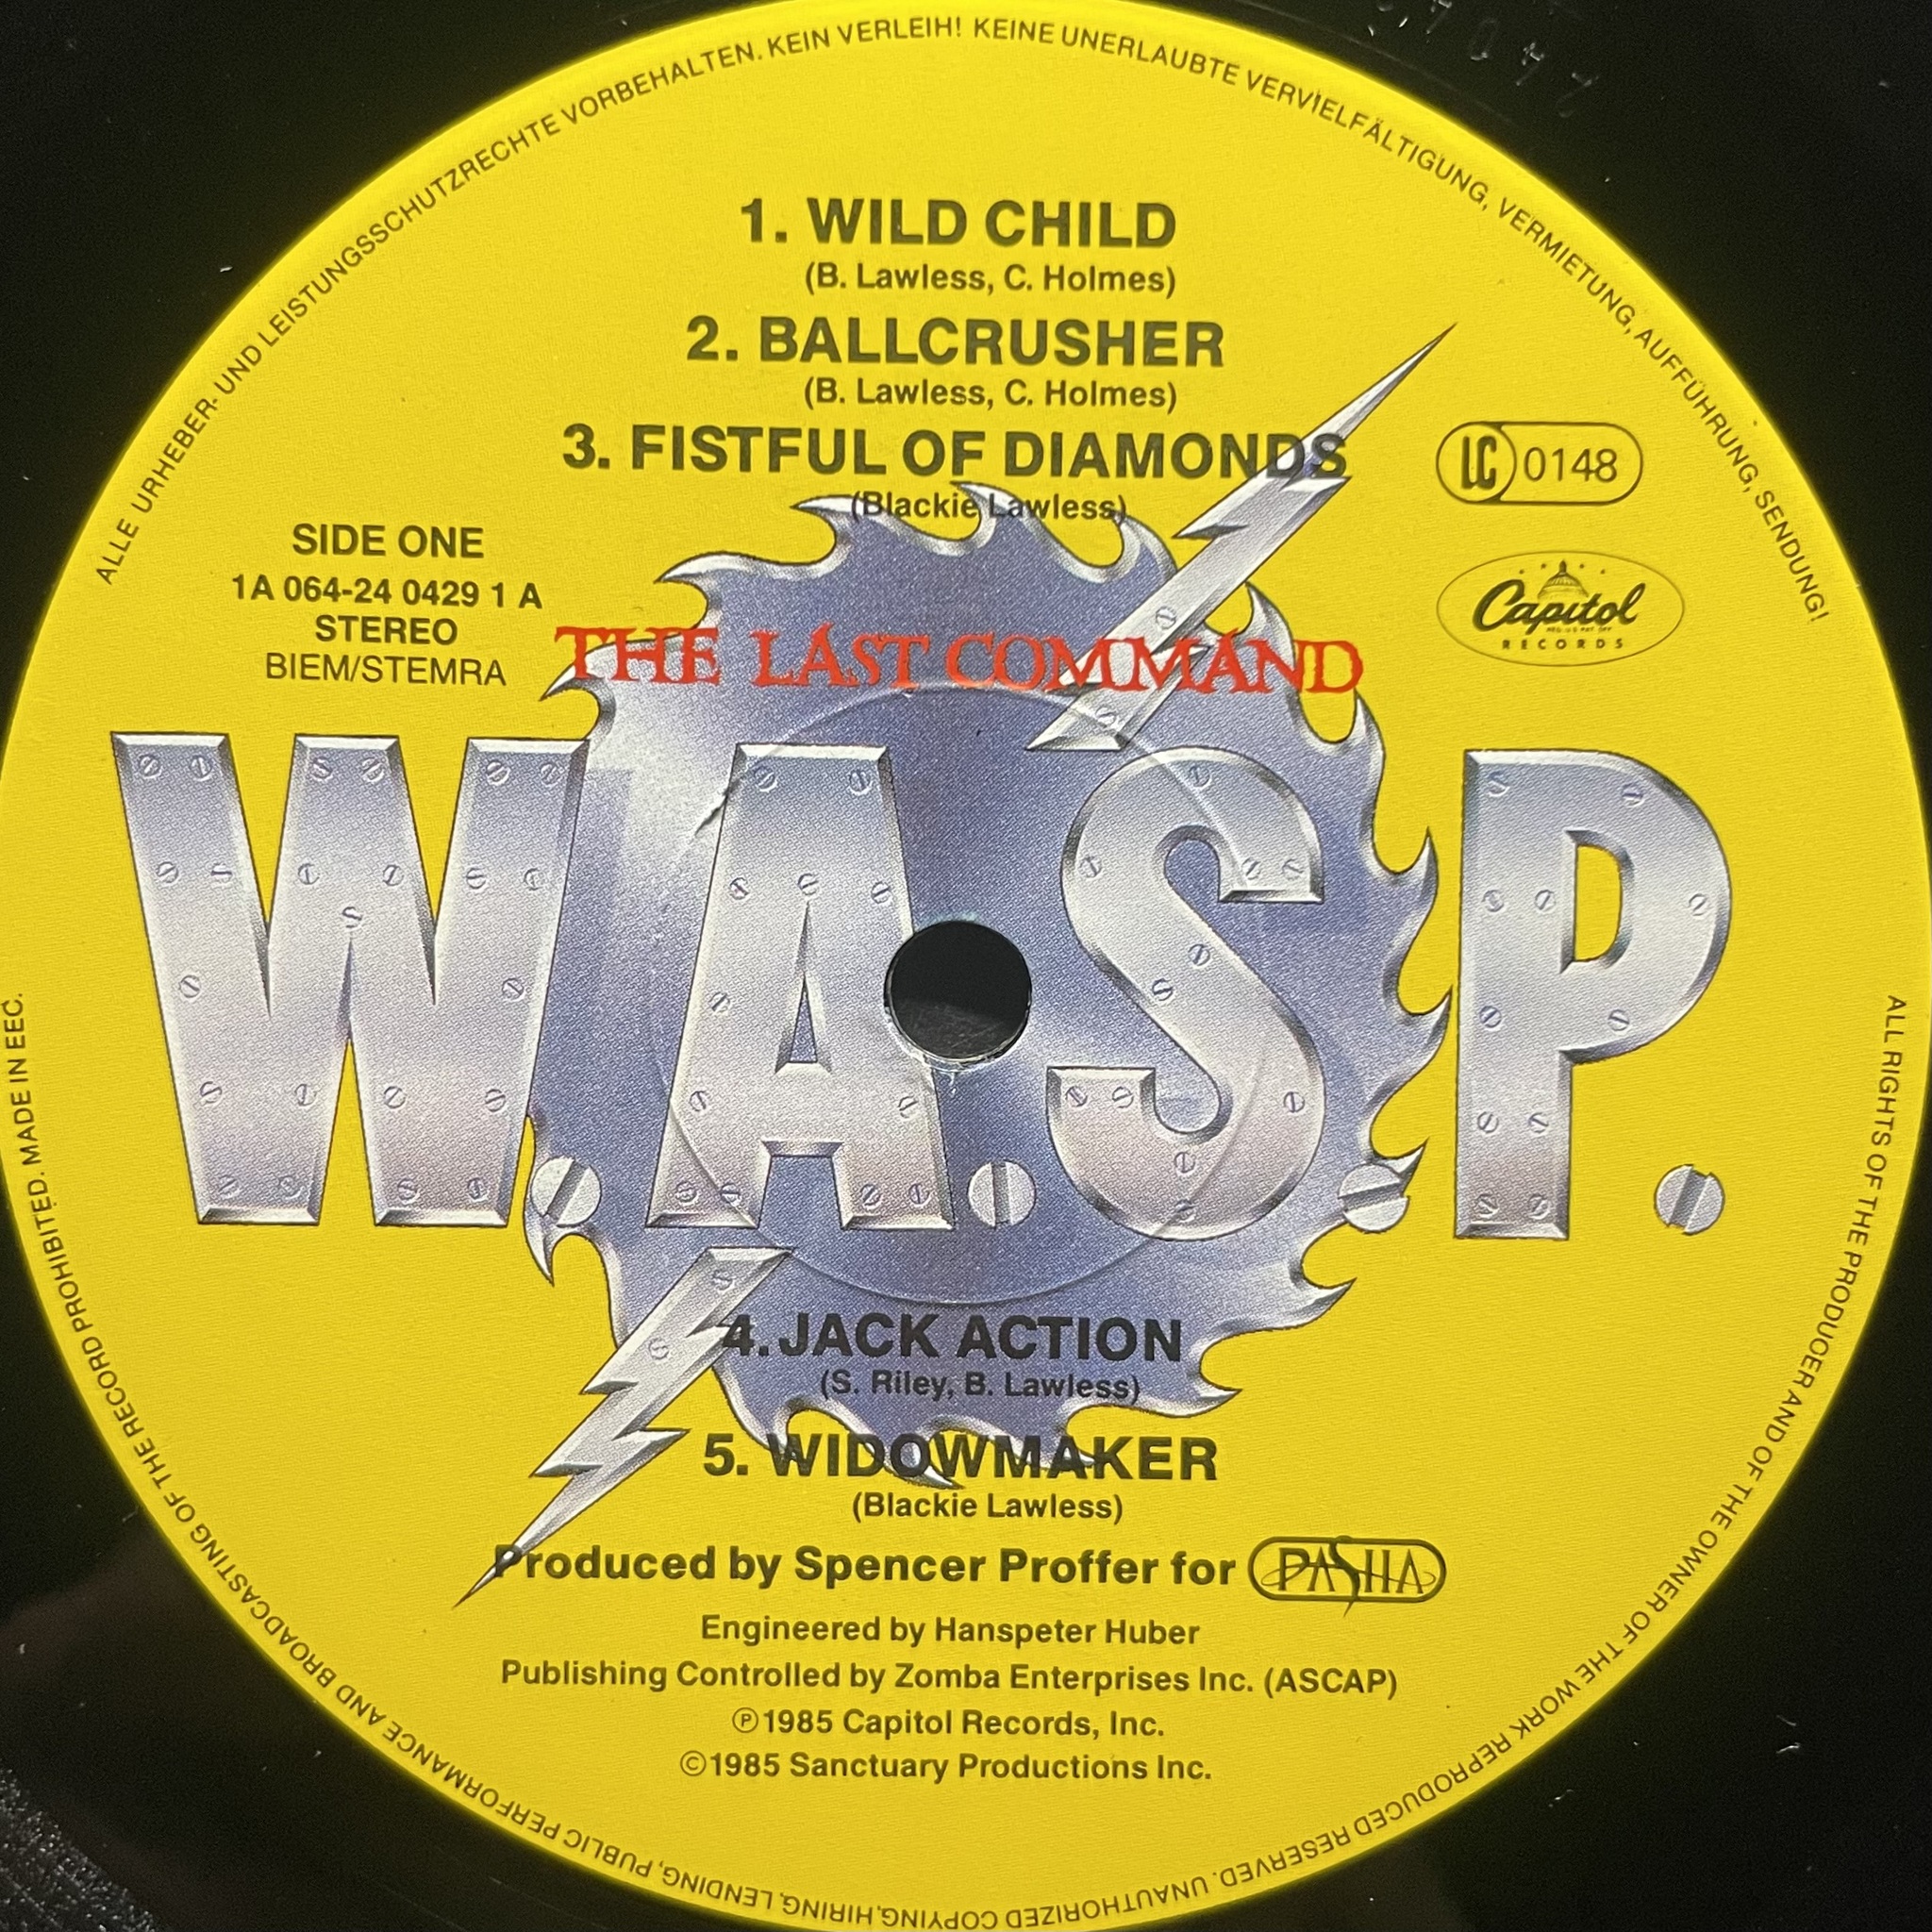 ALLE URHEBER- UND LEISTUNGSSCHUTZRECHTE VORBEHALTEN. KEIN VERLEIH! KEINE UNERLAUBTE VERVIELFÄLTIGUNG, VERMIETUNG, AUFFÜHRUNG, SENDUNG!
1. WILD CHILD
(B. Lawless, C. Holmes)
2. BALLCRUSHER
(B. Lawless, C. Holmes)
3. FISTFUL OF DIAMONDS
(Blackie Lawless)
LC 0148
SIDE ONE
1A 064-24 0429 1 A
STEREO
BIEM/STEMRA
Capitol
RECORDS
THE LAST COMMAND
W.A.S.P.
4. JACK ACTION
(S. Riley, B. Lawless)
5. WIDOWMAKER
(Blackie Lawless)
Produced by Spencer Proffer for PASHA
Engineered by Hanspeter Huber
Publishing Controlled by Zomba Enterprises Inc. (ASCAP)
℗1985 Capitol Records, Inc.
©1985 Sanctuary Productions Inc.
ALL RIGHTS OF THE PRODUCER AND OF THE OWNER OF THE WORK REPRODUCED RESERVED. UNAUTHORIZED COPYING, HIRING, LENDING, PUBLIC PERFORMANCE AND BROADCASTING OF THE RECORD PROHIBITED. MADE IN EEC.